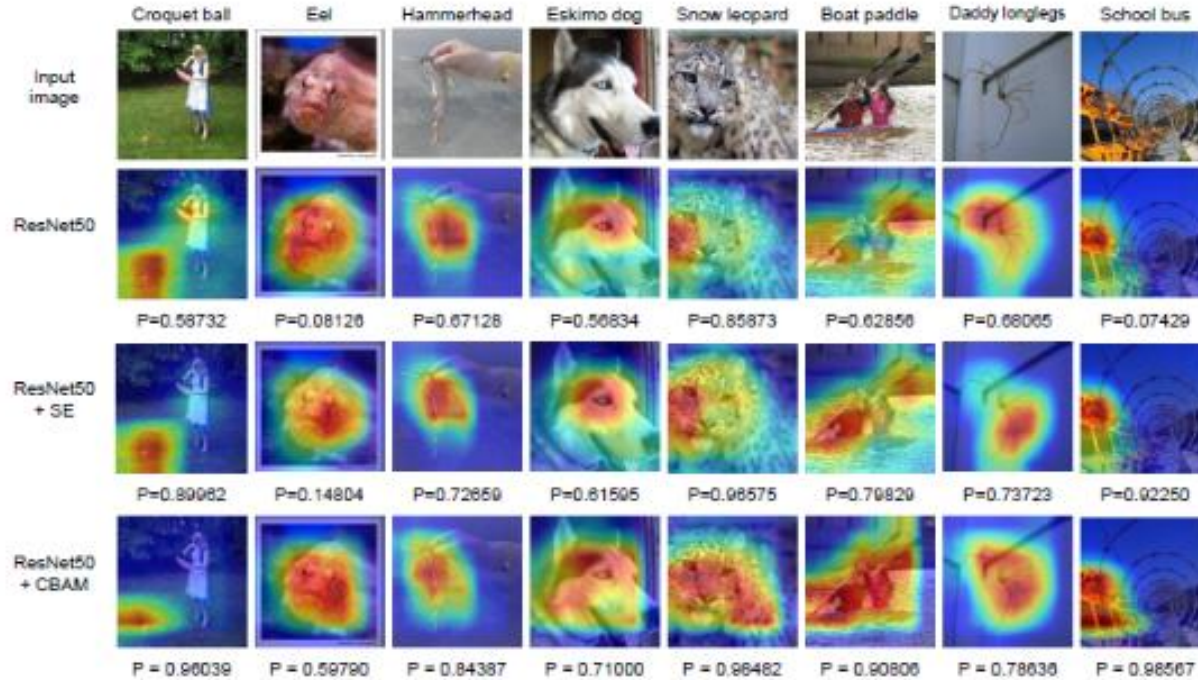 Croquet ball Eel Hammerhead Eskimo dog Snow leopard Boat paddle Daddy longlegs School bus
Input
image
ResNet50
P=0.58732 P=0.08126 P=0.67128 P=0.56834 P=0.85873 P=0.62856 P=0.68065 P=0.07429
ResNet50
+ SE
P=0.89962 P=0.14804 P=0.72659 P=0.61595 P=0.96575 P=0.79829 P=0.73723 P=0.92250
ResNet50
+ CBAM
P = 0.96039 P = 0.59790 P = 0.84387 P = 0.71000 P = 0.98482 P = 0.90806 P = 0.78636 P = 0.98567